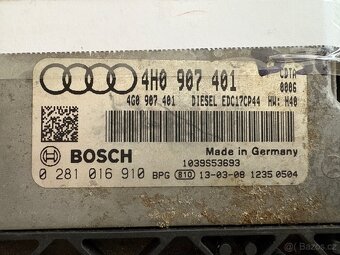 4H0 907 401 CDTA
0006
4G0 907 401 DIESEL EDC17CP44 HW: H40
BOSCH
Made in Germany
1039S53693
0 281 016 910 BPG 810 13-03-08 1235 0504
Sbazar.cz